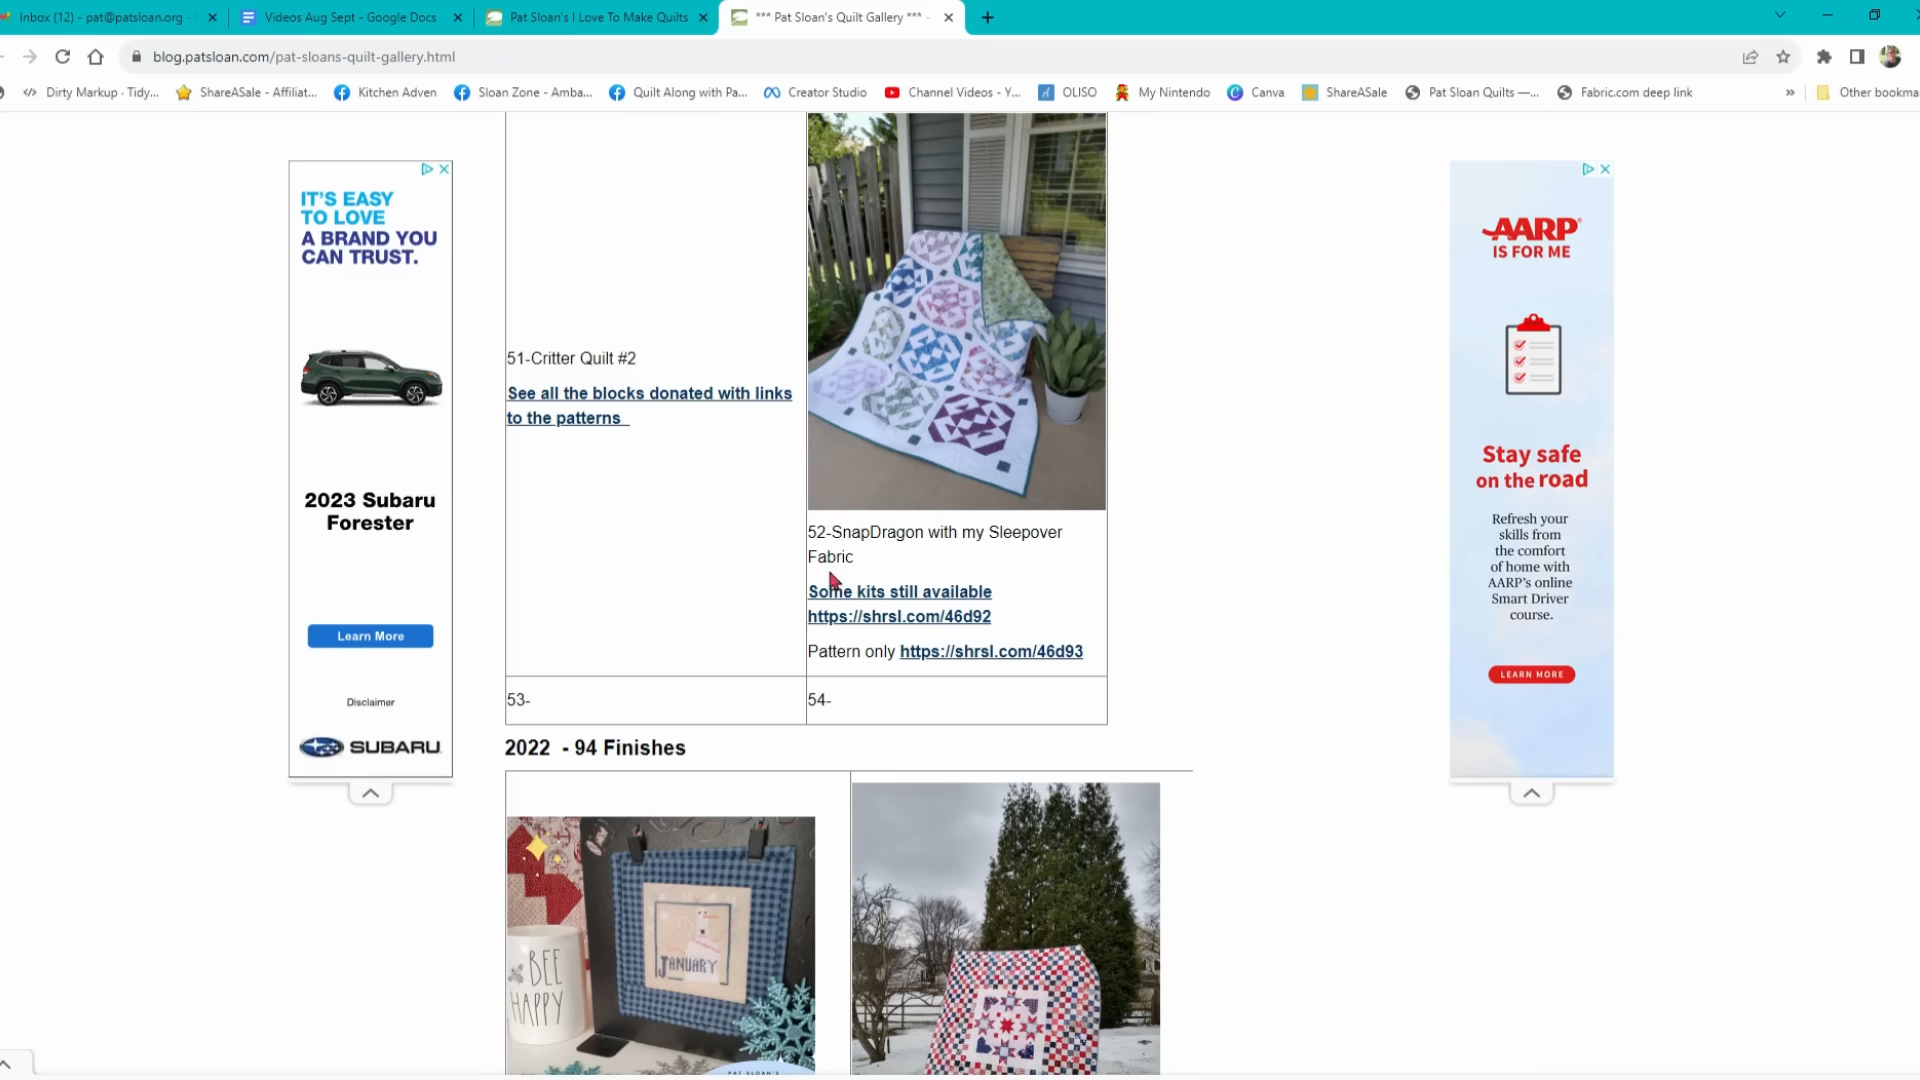 Inbox (12) - pat@patsloan.org -
Videos Aug Sept - Google Docs
Pat Sloan's I Love To Make Quilts
*** Pat Sloan's Quilt Gallery *** -
blog.patsloan.com/pat-sloans-quilt-gallery.html
Dirty Markup · Tidy...
ShareASale - Affiliat...
Kitchen Adven
Sloan Zone - Amba...
Quilt Along with Pa...
Creator Studio
Channel Videos - Y...
OLISO
My Nintendo
Canva
ShareASale
Pat Sloan Quilts —...
Fabric.com deep link
»
Other bookma
IT'S EASY
TO LOVE
A BRAND YOU
CAN TRUST.
2023 Subaru
Forester
Learn More
Disclaimer
SUBARU
51-Critter Quilt #2
See all the blocks donated with links
to the patterns
52-SnapDragon with my Sleepover
Fabric
Some kits still available
https://shrsl.com/46d92
Pattern only https://shrsl.com/46d93
53-
54-
2022 - 94 Finishes
BEE
HAPPY
JANUARY
PAT SLOAN'S
AARP
IS FOR ME
Stay safe
on the road
Refresh your
skills from
the comfort
of home with
AARP's online
Smart Driver
course.
LEARN MORE